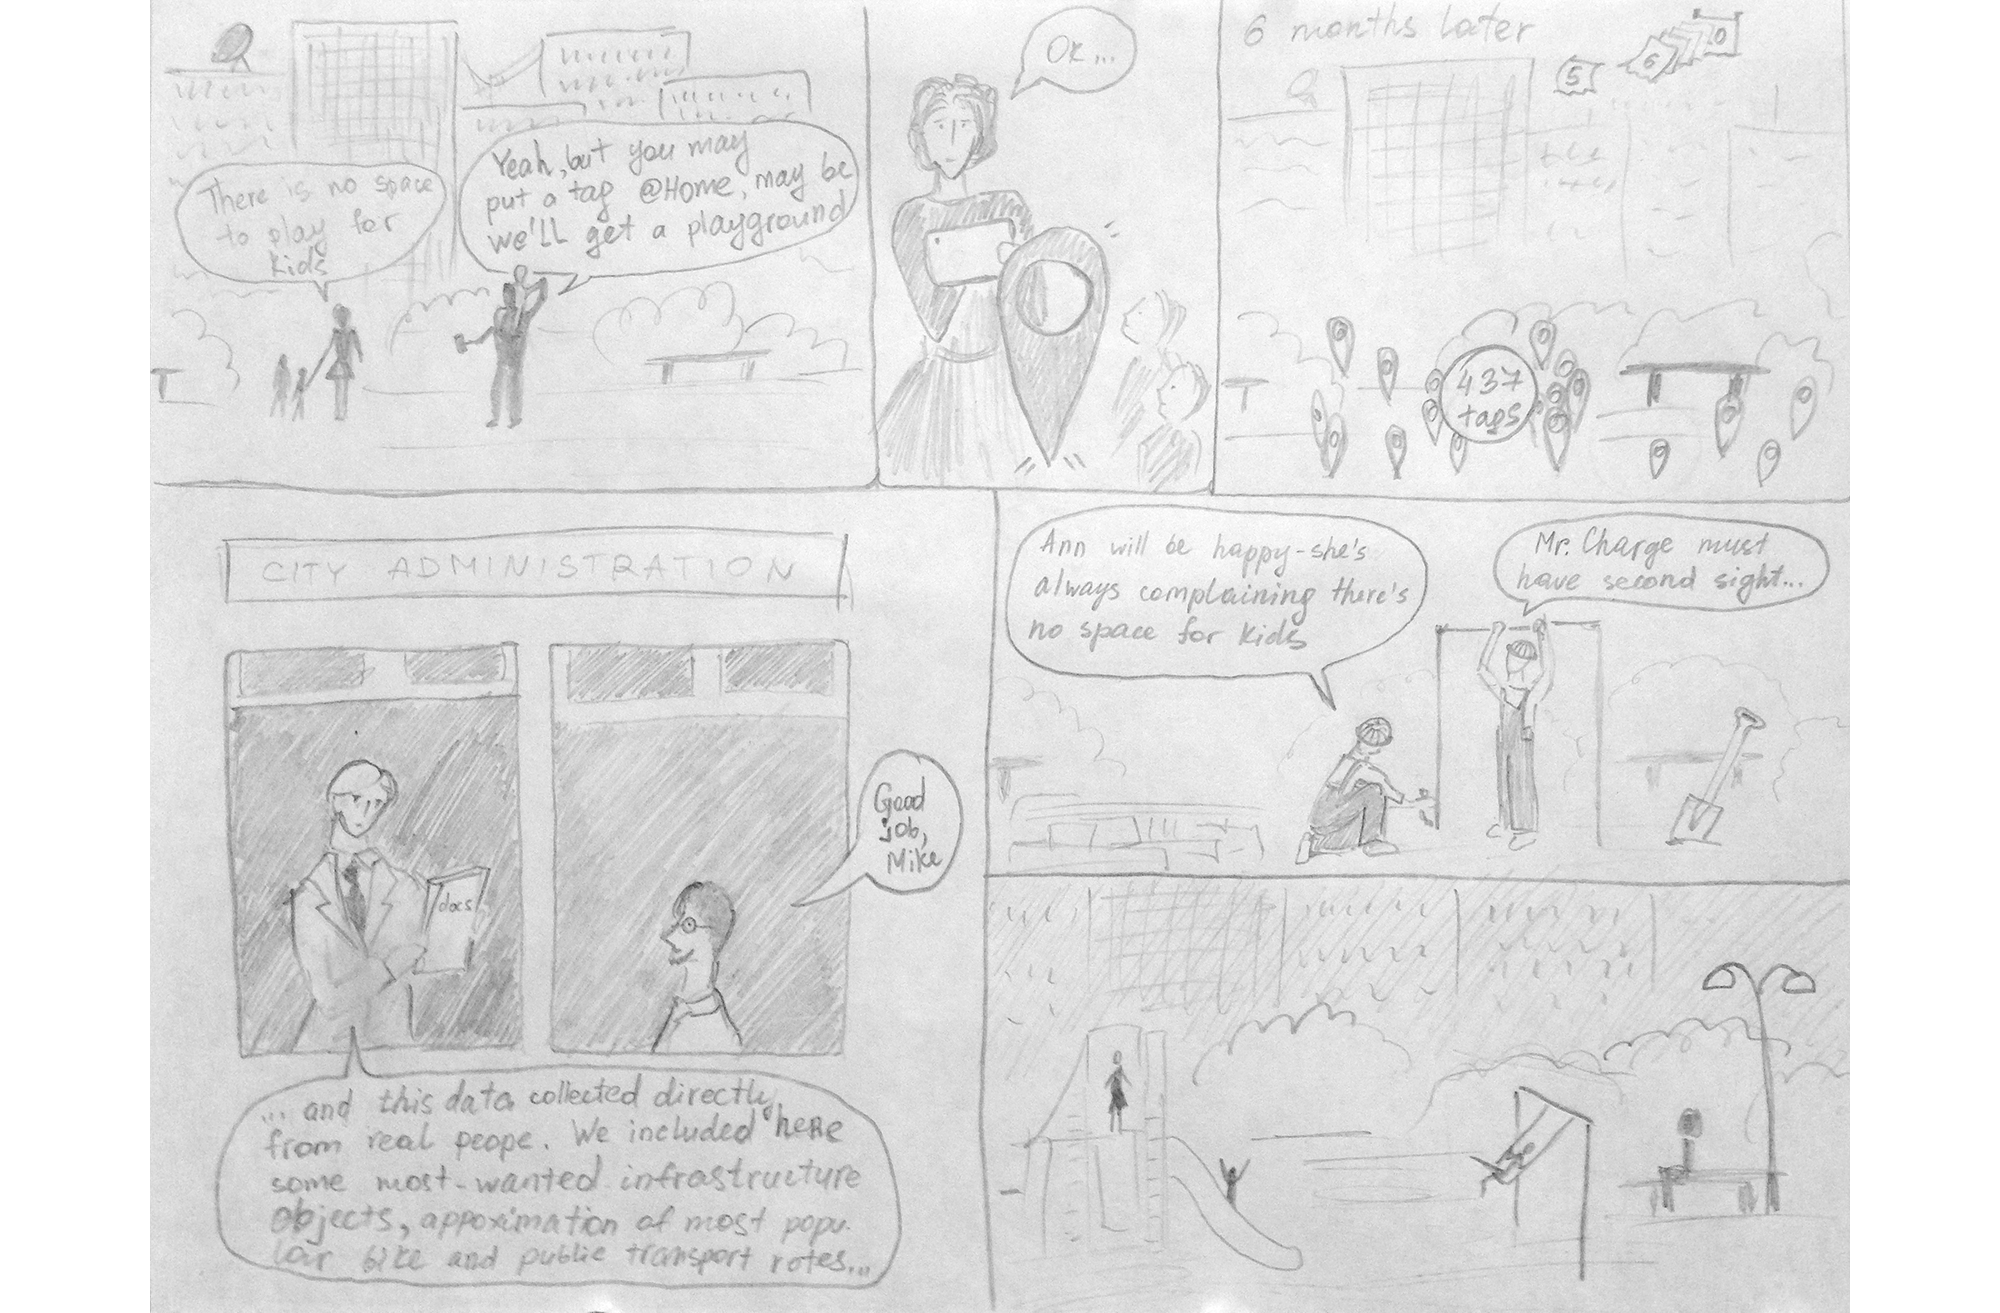 There is no space
to play for
kids
Yeah, but you may
put a tag @Home, may be
we'll get a playground
Ok...
6 months later
5
6
0
437
tags
CITY ADMINISTRATION
docs
Good
job,
Mike
... and this data collected directly
from real peope. We included here
some most-wanted infrastructure
objects, appoximation of most popu-
lar bike and public transport rotes...
Ann will be happy-she's
always complaining there's
no space for kids
Mr. Charge must
have second sight...